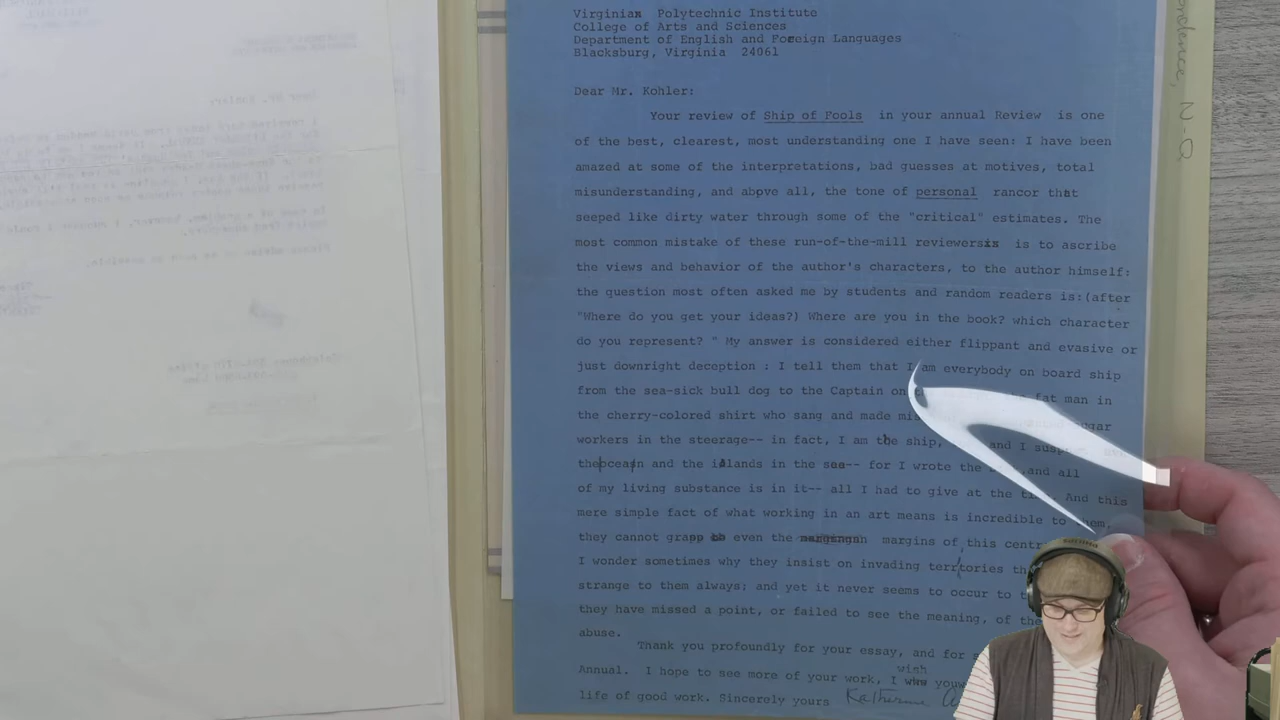 Virginiax Polytechnic Institute
College of Arts and Sciences
Department of English and Foreign Languages
Blacksburg, Virginia 24061
Dear Mr. Kohler:
Your review of Ship of Fools in your annual Review is one
of the best, clearest, most understanding one I have seen: I have been
amazed at some of the interpretations, bad guesses at motives, total
misunderstanding, and above all, the tone of personal rancor that
seeped like dirty water through some of the "critical" estimates. The
most common mistake of these run-of-the-mill reviewers is to ascribe
the views and behavior of the author's characters, to the author himself:
the question most often asked me by students and random readers is:(after
"Where do you get your ideas?) Where are you in the book? which character
do you represent? " My answer is considered either flippant and evasive or
just downright deception : I tell them that I am everybody on board ship
from the sea-sick bull dog to the Captain on fat man in
the cherry-colored shirt who sang and made
workers in the steerage-- in fact, I am the ship, and I
the ocean and the islands in the sea-- for I wrote the ,and all
of my living substance is in it-- all I had to give at the And this
mere simple fact of what working in an art means is incredible to them,
they cannot grasp even the margins of this
I wonder sometimes why they insist on invading territories
strange to them always; and yet it never seems to occur to
they have missed a point, or failed to see the meaning, of
abuse.
Thank you profoundly for your essay, and for
Annual. I hope to see more of your work, I wish you
life of good work. Sincerely yours Katherine
ondence, N-Q